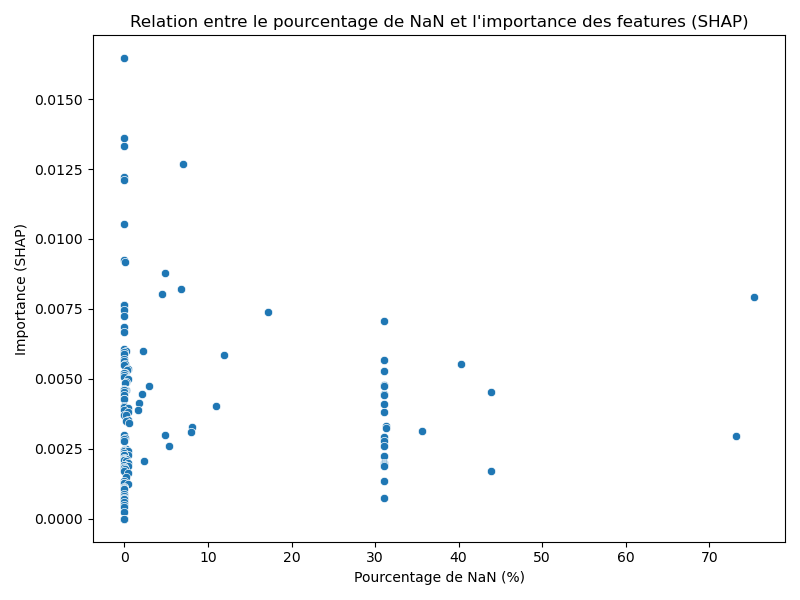 Relation entre le pourcentage de NaN et l'importance des features (SHAP)
Importance (SHAP)
0.0150
0.0125
0.0100
0.0075
0.0050
0.0025
0.0000
0 10 20 30 40 50 60 70
Pourcentage de NaN (%)